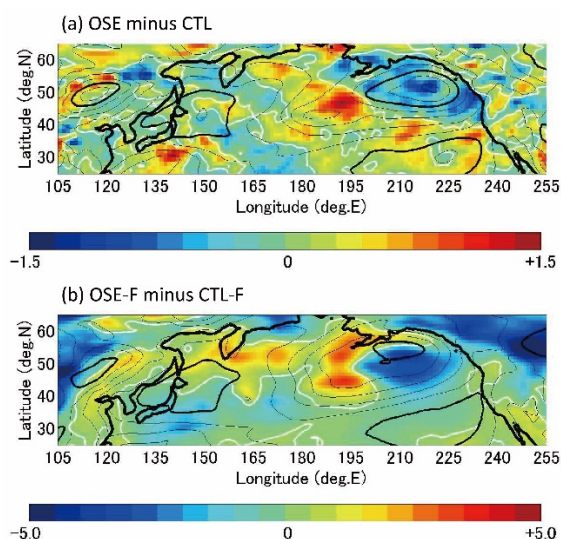 (a) OSE minus CTL
Latitude (deg.N)
60
50
40
30
105 120 135 150 165 180 195 210 225 240 255
Longitude (deg.E)
−1.5 0 +1.5
(b) OSE-F minus CTL-F
Latitude (deg.N)
60
50
40
30
105 120 135 150 165 180 195 210 225 240 255
Longitude (deg.E)
−5.0 0 +5.0